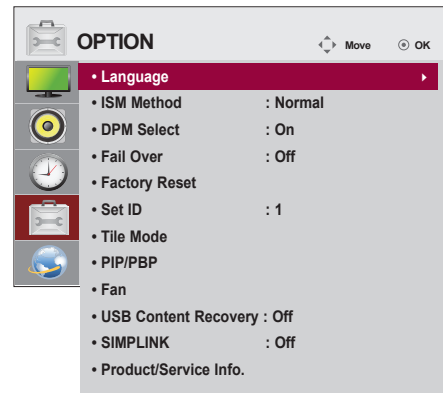 OPTION Move OK
• Language
• ISM Method : Normal
• DPM Select : On
• Fail Over : Off
• Factory Reset
• Set ID : 1
• Tile Mode
• PIP/PBP
• Fan
• USB Content Recovery : Off
• SIMPLINK : Off
• Product/Service Info.